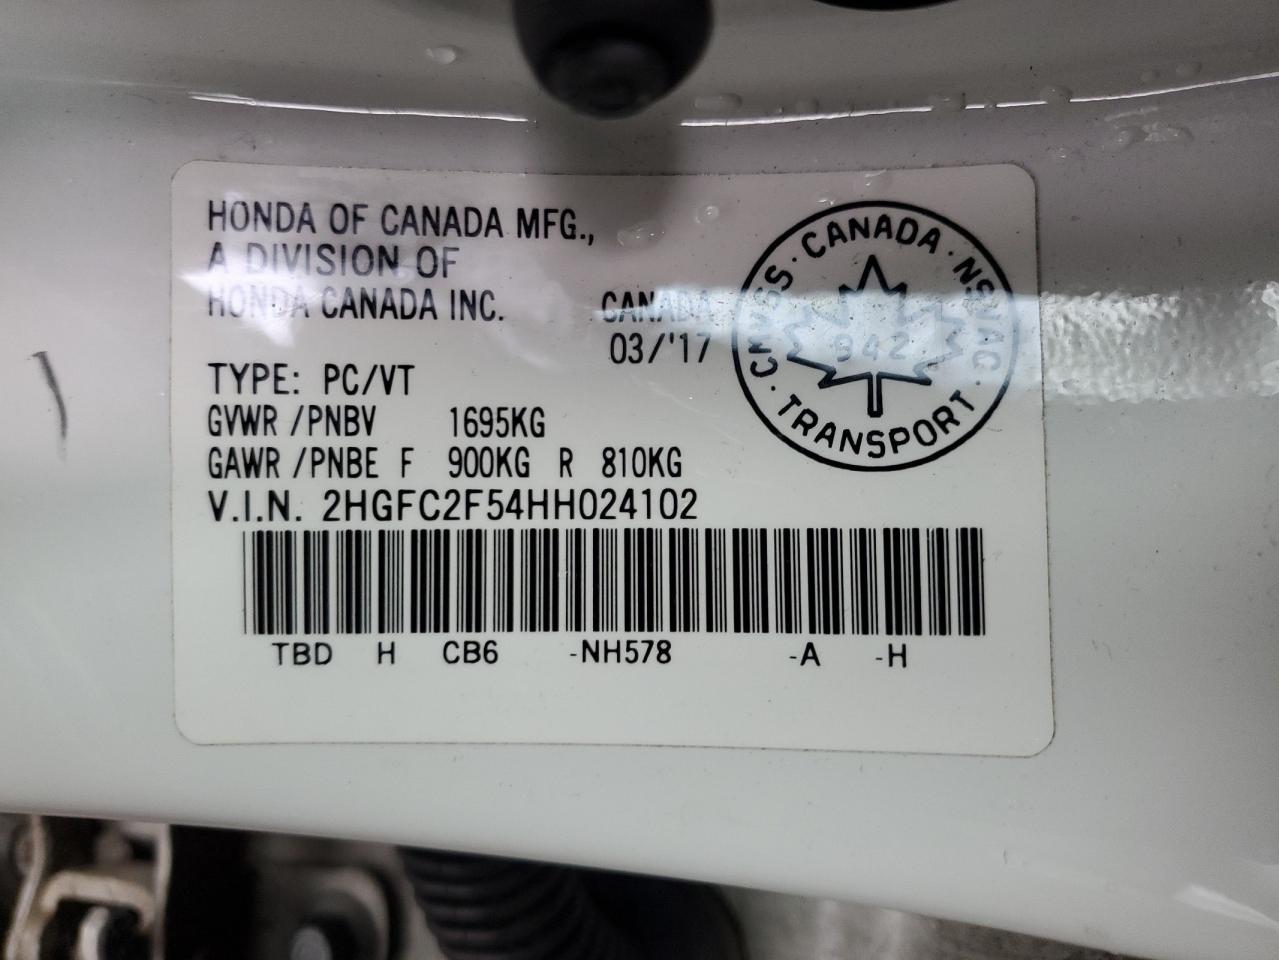 HONDA OF CANADA MFG.,
A DIVISION OF
HONDA CANADA INC. CANADA
03/'17
TYPE: PC/VT
GVWR /PNBV 1695KG
GAWR /PNBE F 900KG R 810KG
V.I.N. 2HGFC2F54HH024102
TBD H CB6 -NH578 -A -H
CANADA · NSVAC · TRANSPORT · CMVSS ·
942